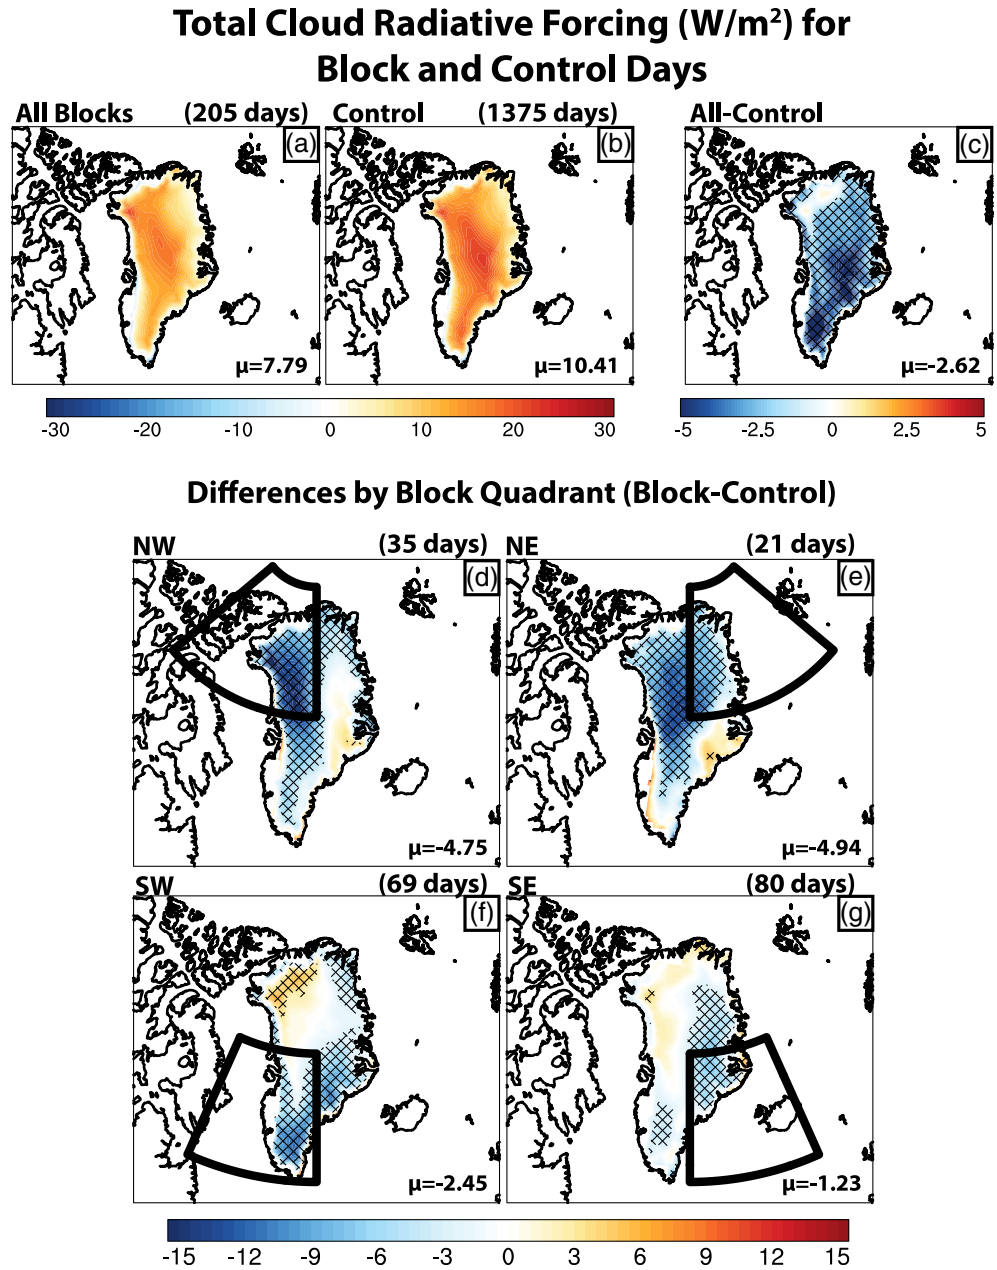 Total Cloud Radiative Forcing (W/m²) for
Block and Control Days
All Blocks (205 days) Control (1375 days) All-Control
(a) (b) (c)
μ=7.79 μ=10.41 μ=-2.62
-30 -20 -10 0 10 20 30 -5 -2.5 0 2.5 5
Differences by Block Quadrant (Block-Control)
NW (35 days) NE (21 days)
(d) (e)
μ=-4.75 μ=-4.94
SW (69 days) SE (80 days)
(f) (g)
μ=-2.45 μ=-1.23
-15 -12 -9 -6 -3 0 3 6 9 12 15